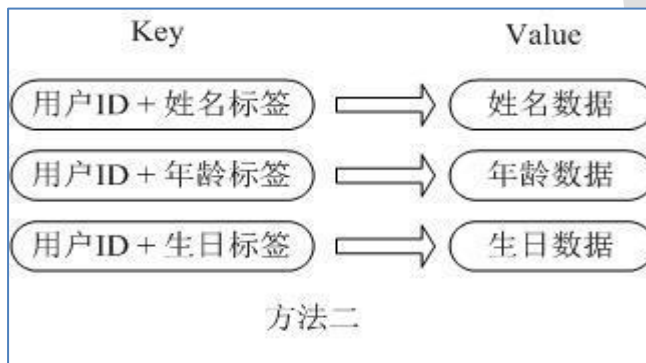 Key Value
用户ID + 姓名标签 姓名数据
用户ID + 年龄标签 年龄数据
用户ID + 生日标签 生日数据
方法二